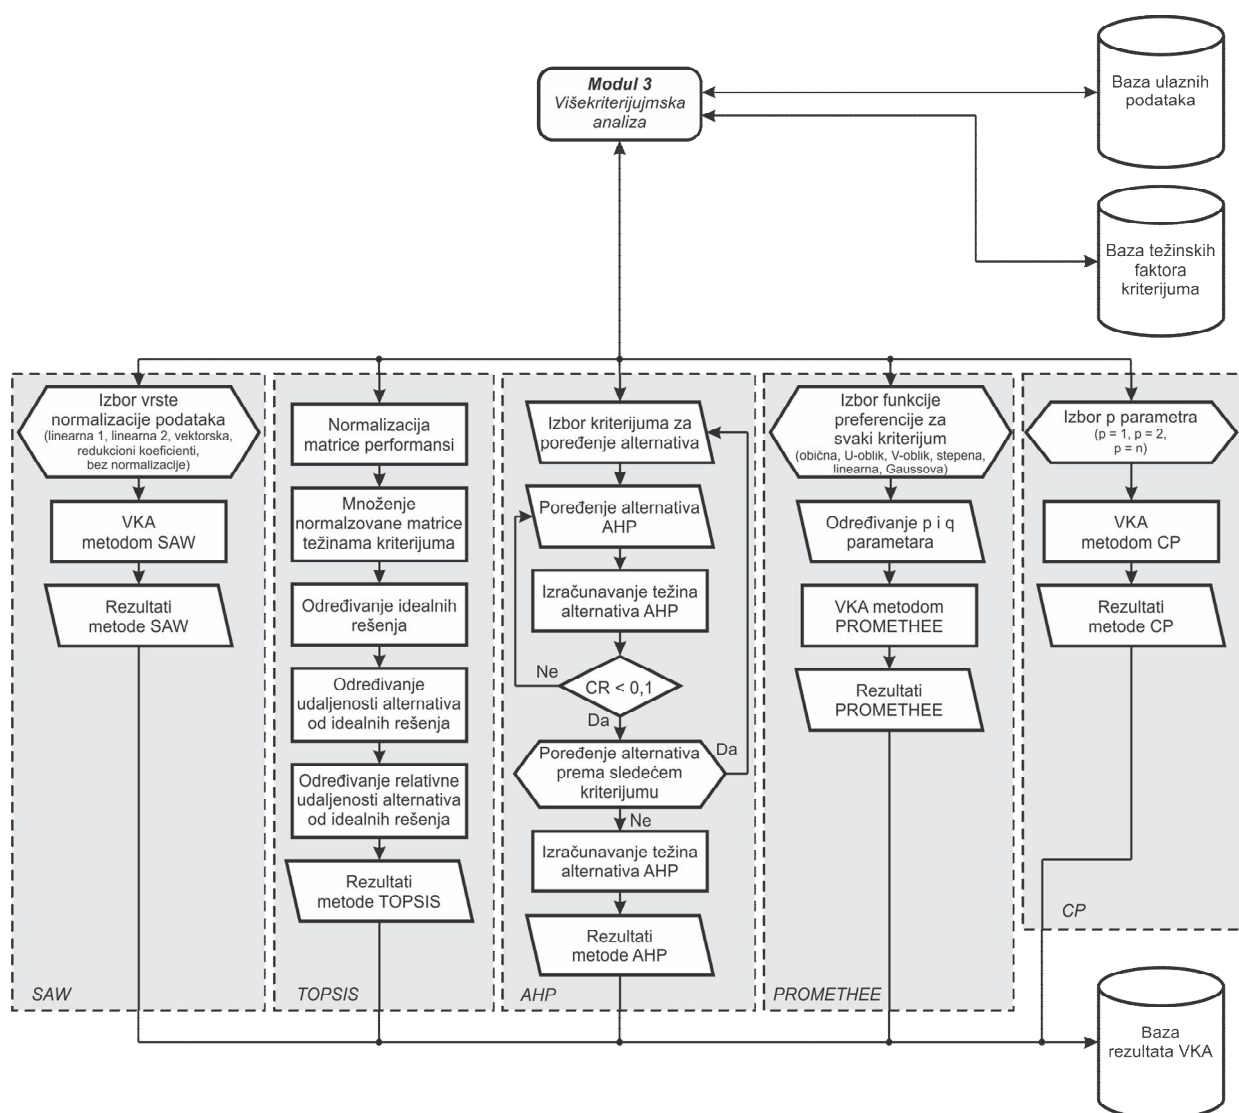 Modul 3
Višekriterijujmska
analiza
Baza ulaznih
podataka
Baza težinskih
faktora
kriterijuma
Izbor vrste
normalizacije podataka
(linearna 1, linearna 2, vektorska,
redukcioni koeficienti,
bez normalizacije)
VKA
metodom SAW
Rezultati
metode SAW
SAW
Normalizacija
matrice performansi
Množenje
normalzovane matrice
težinama kriterijuma
Određivanje idealnih
rešenja
Određivanje
udaljenosti alternativa
od idealnih rešenja
Određivanje relativne
udaljenosti alternativa
od idealnih rešenja
Rezultati
metode TOPSIS
TOPSIS
Izbor kriterijuma za
poređenje alternativa
Poređenje alternativa
AHP
Izračunavanje težina
alternativa AHP
Ne
CR < 0,1
Da
Poređenje alternativa
prema sledećem
kriterijumu
Da
Ne
Izračunavanje težina
alternativa AHP
Rezultati
metode AHP
AHP
Izbor funkcije
preferencije za
svaki kriterijum
(obična, U-oblik, V-oblik, stepena,
linearna, Gaussova)
Određivanje p i q
parametara
VKA metodom
PROMETHEE
Rezultati
PROMETHEE
PROMETHEE
Izbor p parametra
(p = 1, p = 2,
p = n)
VKA
metodom CP
Rezultati
metode CP
CP
Baza
rezultata VKA